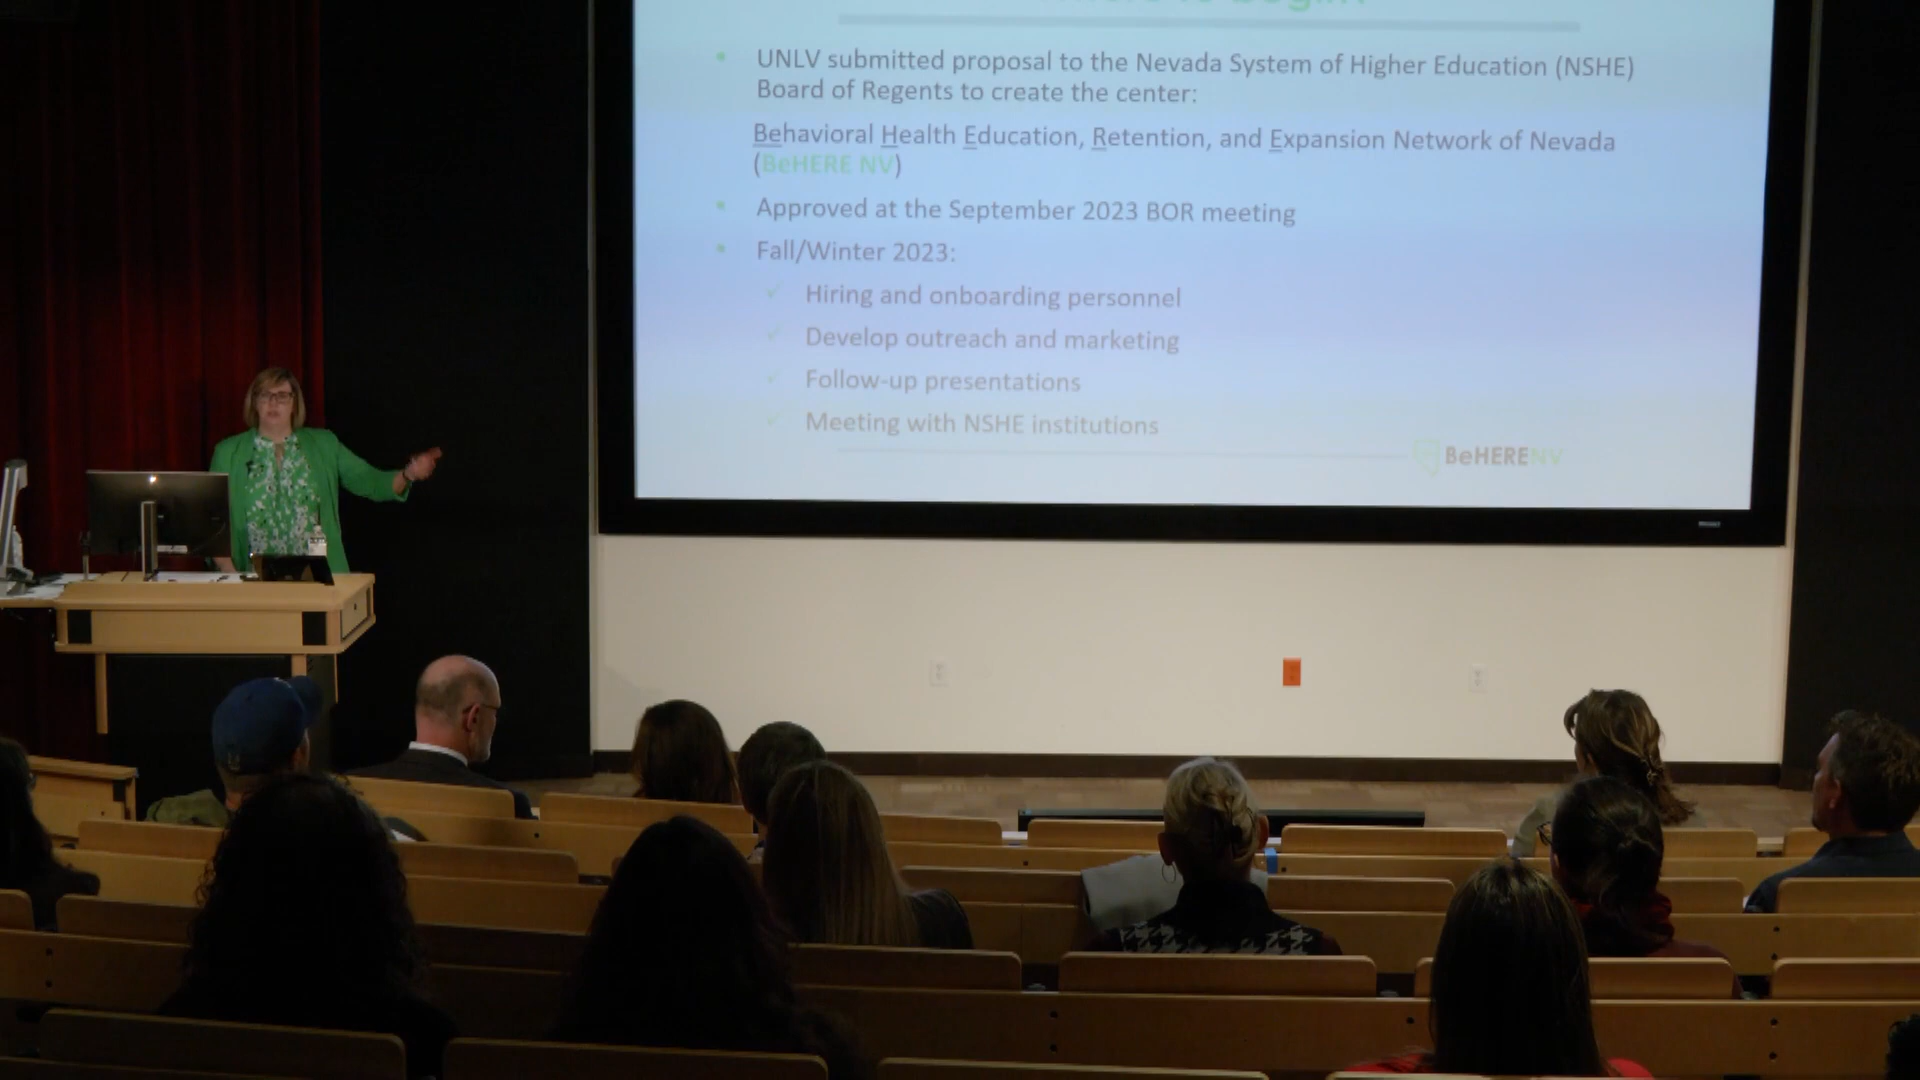 UNLV submitted proposal to the Nevada System of Higher Education (NSHE)
Board of Regents to create the center:
Behavioral Health Education, Retention, and Expansion Network of Nevada
(BeHERE NV)
Approved at the September 2023 BOR meeting
Fall/Winter 2023:
Hiring and onboarding personnel
Develop outreach and marketing
Follow-up presentations
Meeting with NSHE institutions
BeHERENV